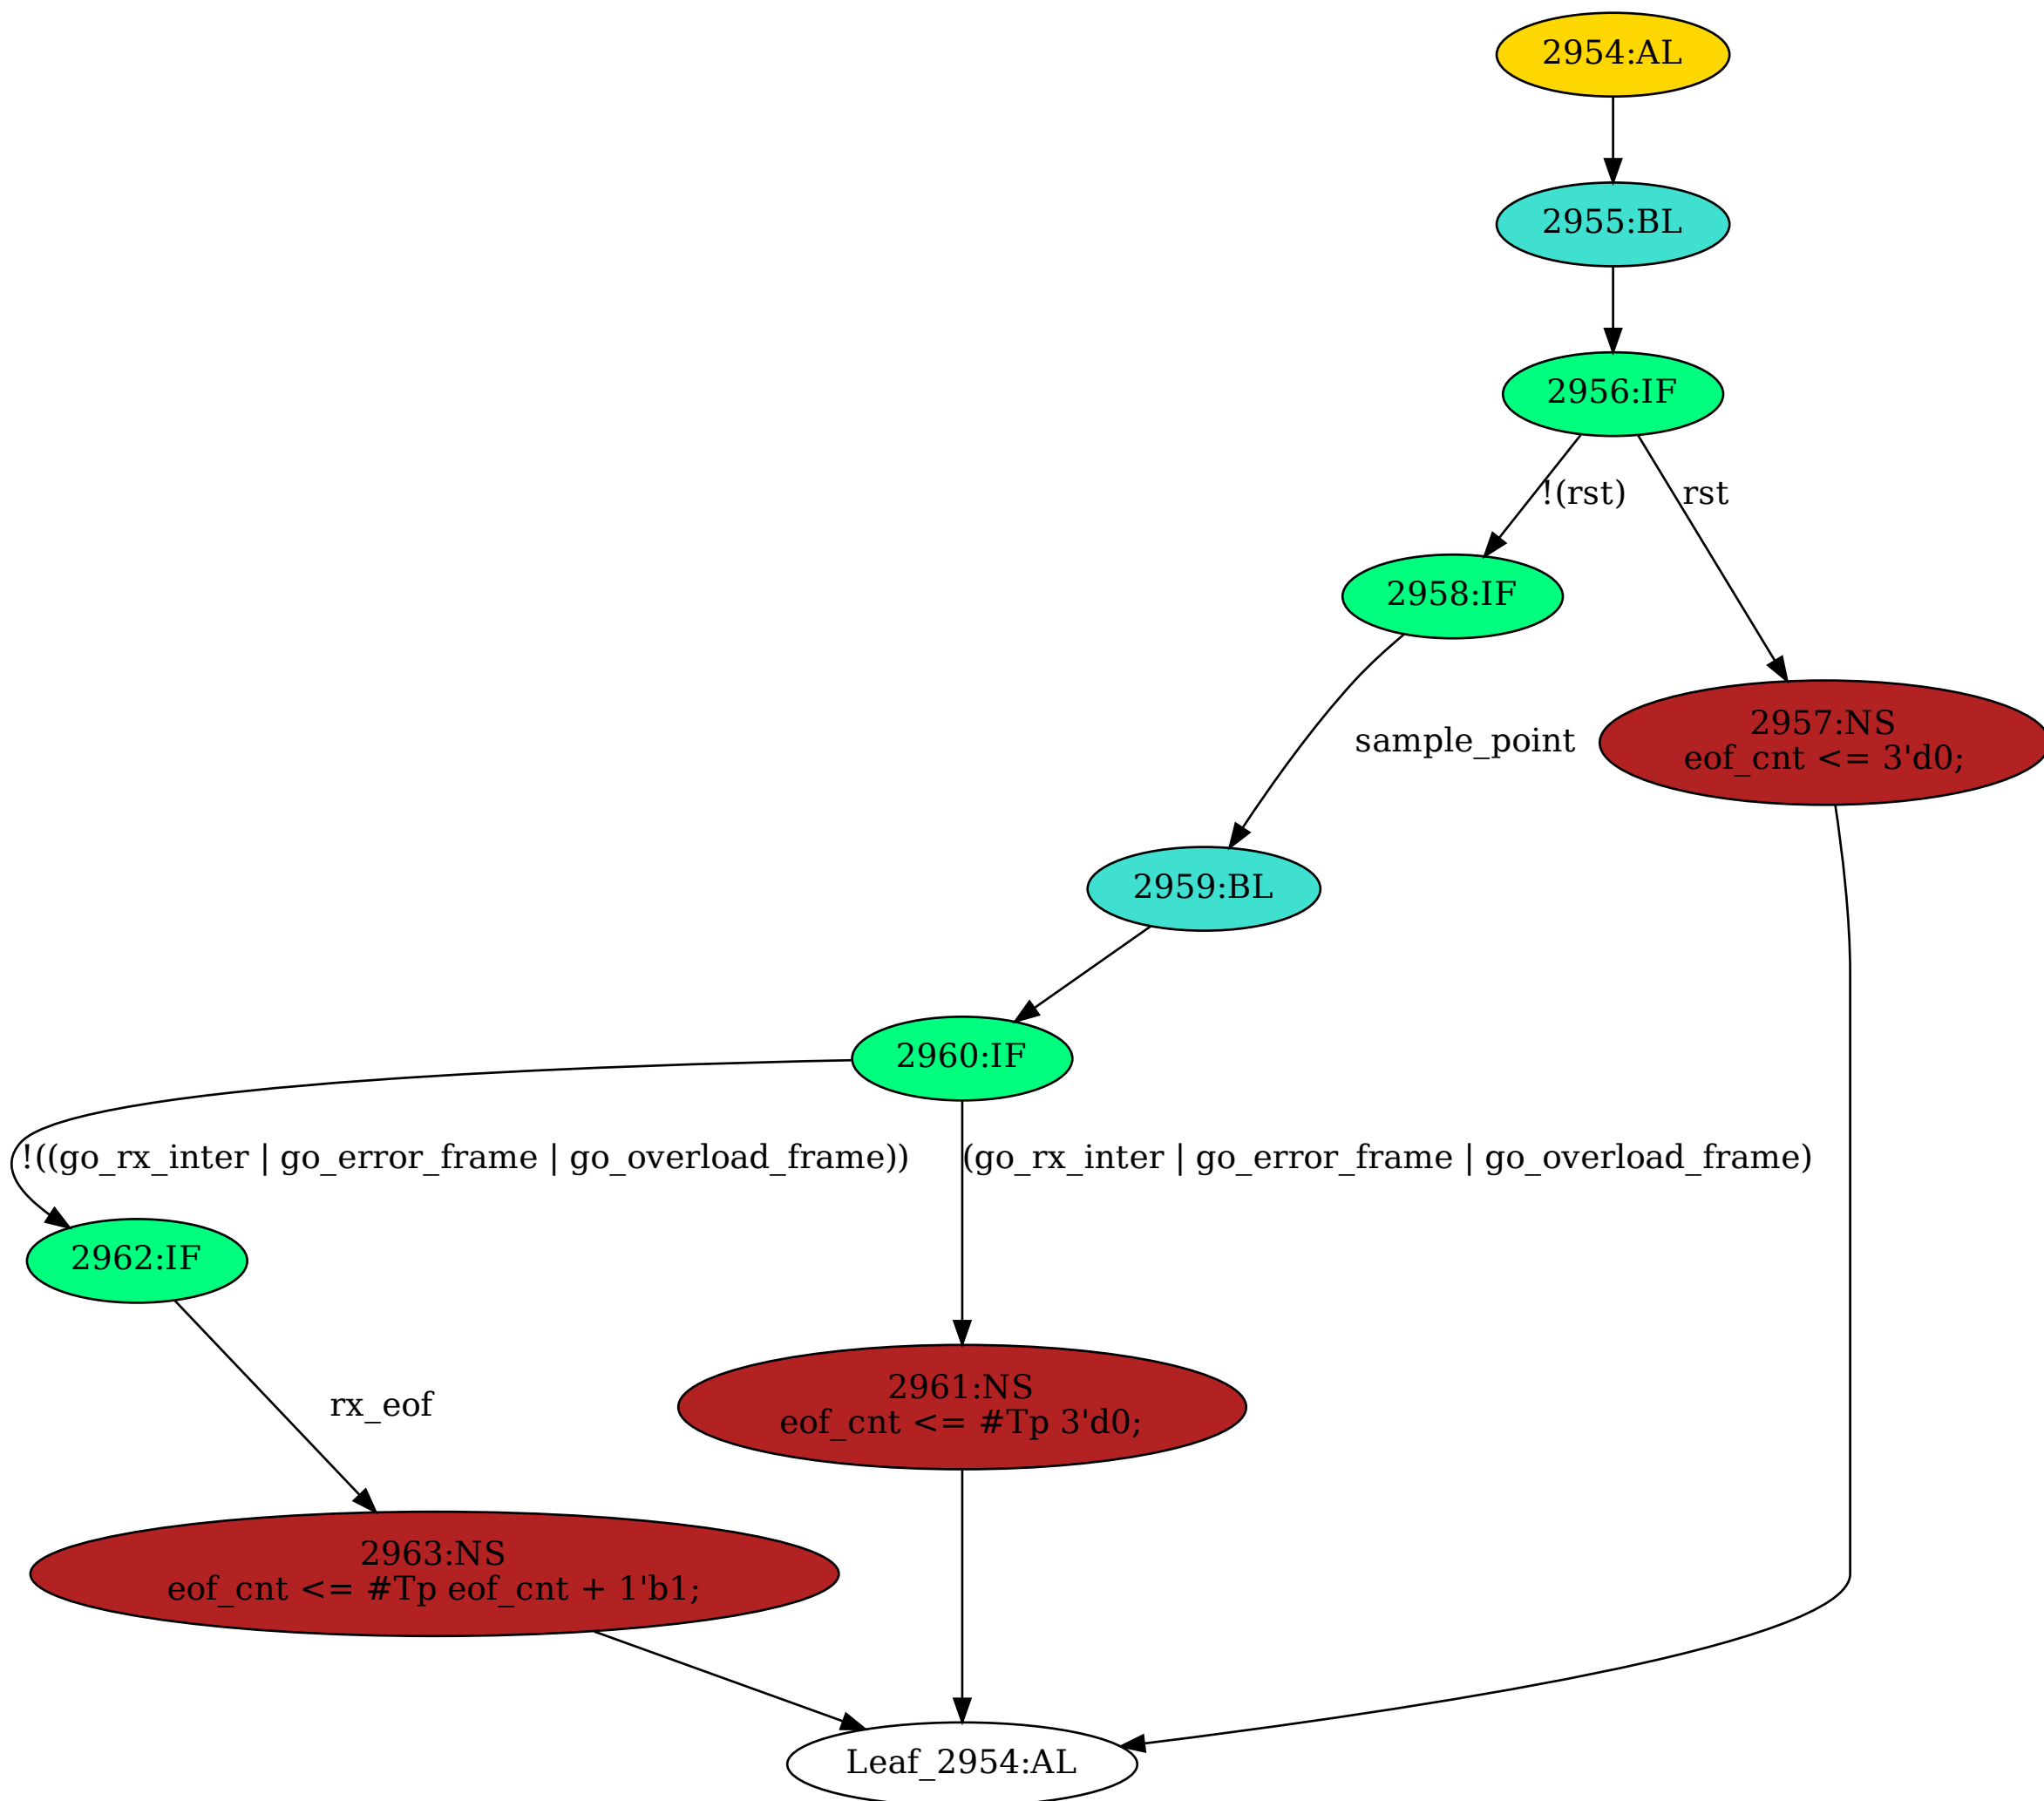 2954:AL
2955:BL
2956:IF
!(rst)
rst
2958:IF
2957:NS
eof_cnt <= 3'd0;
sample_point
2959:BL
2960:IF
!((go_rx_inter | go_error_frame | go_overload_frame))
(go_rx_inter | go_error_frame | go_overload_frame)
2962:IF
rx_eof
2961:NS
eof_cnt <= #Tp 3'd0;
2963:NS
eof_cnt <= #Tp eof_cnt + 1'b1;
Leaf_2954:AL